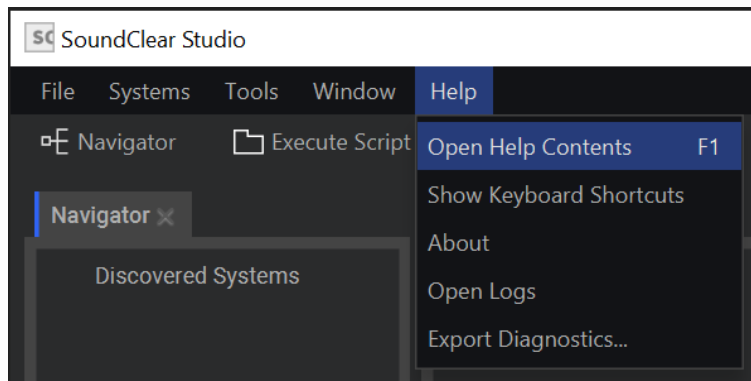 SC SoundClear Studio
File Systems Tools Window Help
Navigator Execute Script
Open Help Contents F1
Show Keyboard Shortcuts
About
Open Logs
Export Diagnostics...
Navigator
Discovered Systems